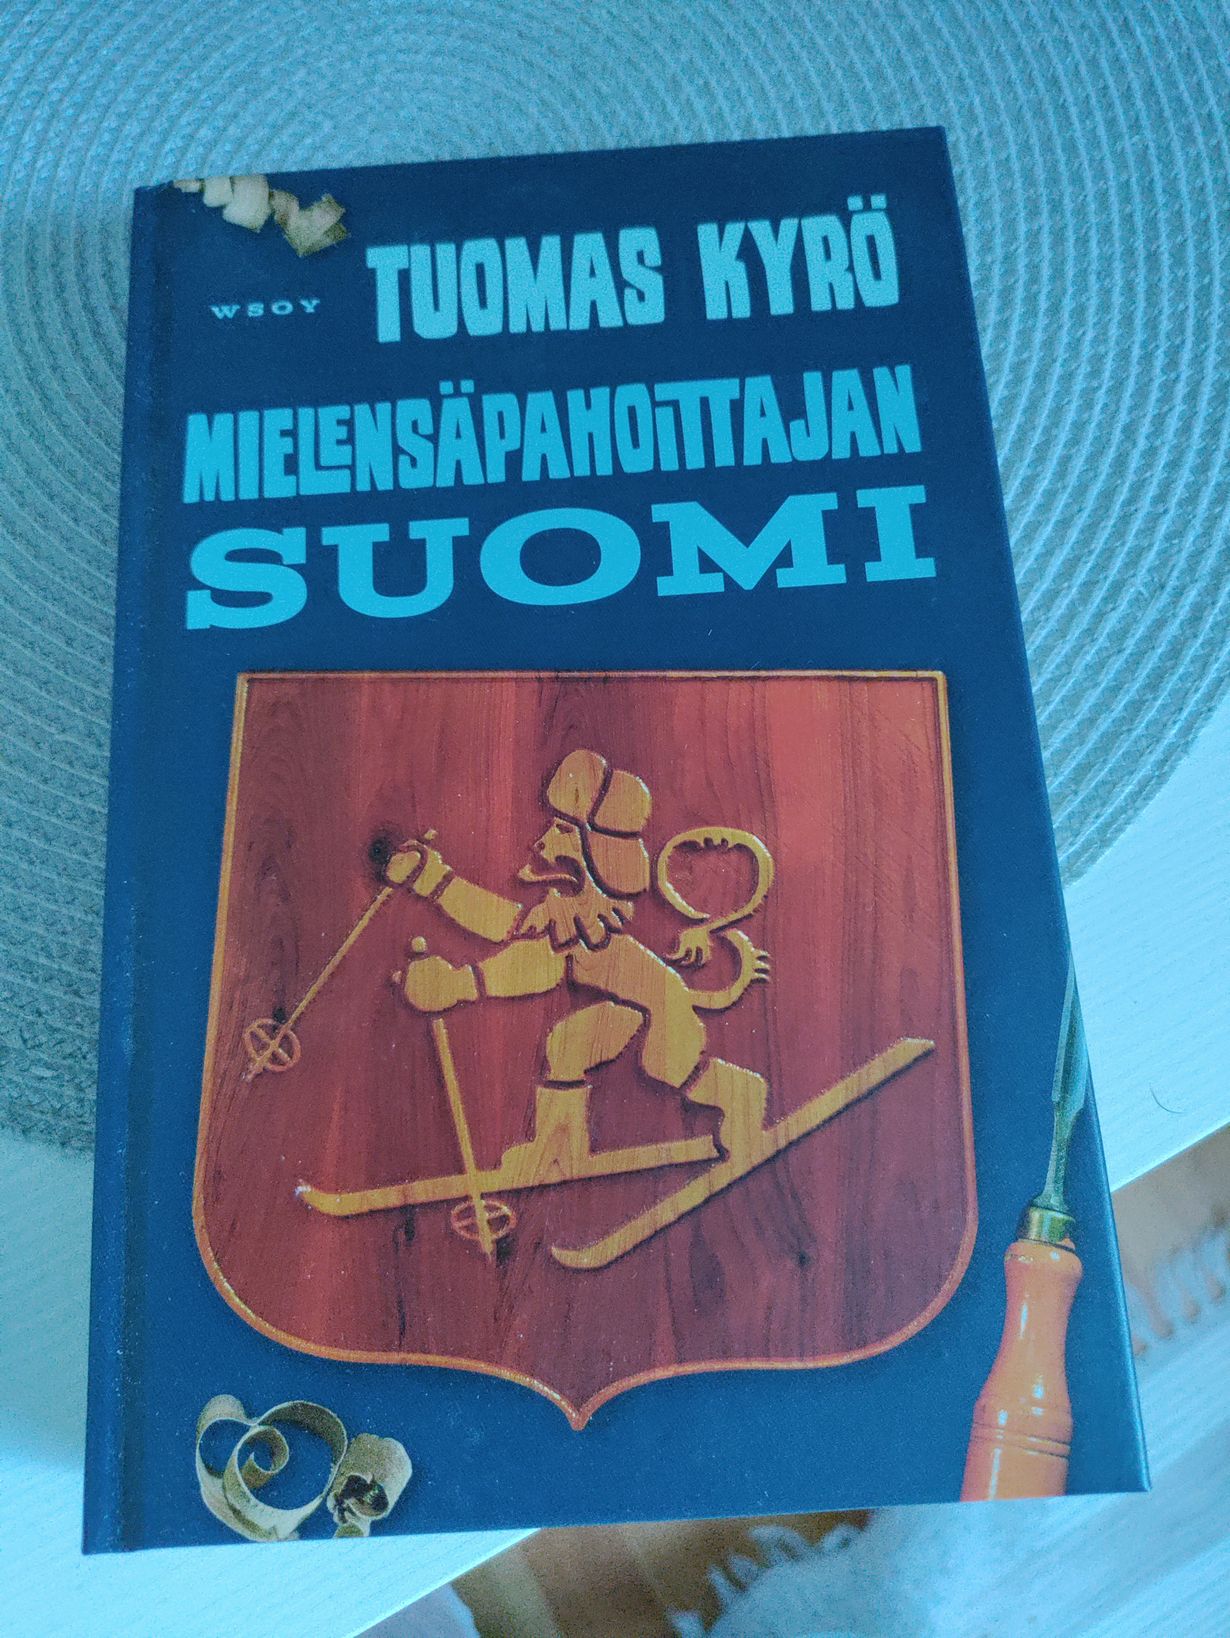 WSOY
TUOMAS KYRÖ
MIELENSÄPAHOITTAJAN
SUOMI